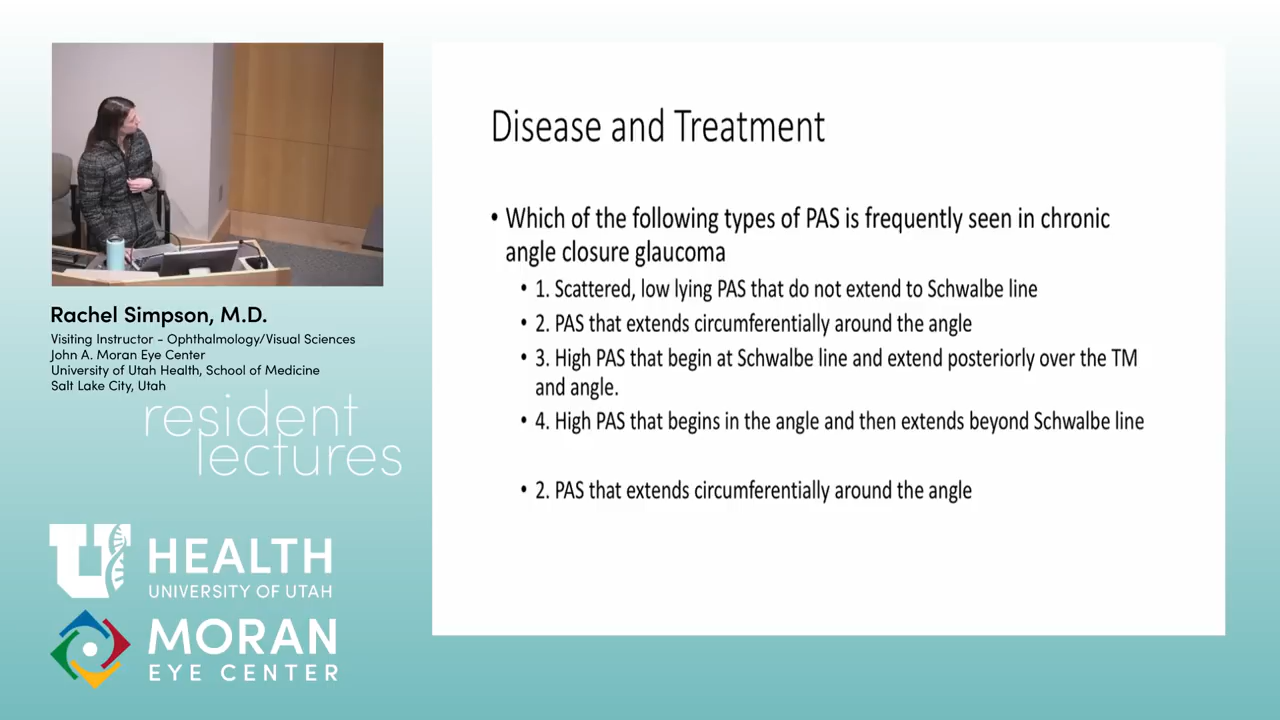 Disease and Treatment
• Which of the following types of PAS is frequently seen in chronic
angle closure glaucoma
• 1. Scattered, low lying PAS that do not extend to Schwalbe line
• 2. PAS that extends circumferentially around the angle
• 3. High PAS that begin at Schwalbe line and extend posteriorly over the TM
and angle.
• 4. High PAS that begins in the angle and then extends beyond Schwalbe line
• 2. PAS that extends circumferentially around the angle
Rachel Simpson, M.D.
Visiting Instructor - Ophthalmology/Visual Sciences
John A. Moran Eye Center
University of Utah Health, School of Medicine
Salt Lake City, Utah
resident
lectures
U HEALTH
UNIVERSITY OF UTAH
MORAN
EYE CENTER